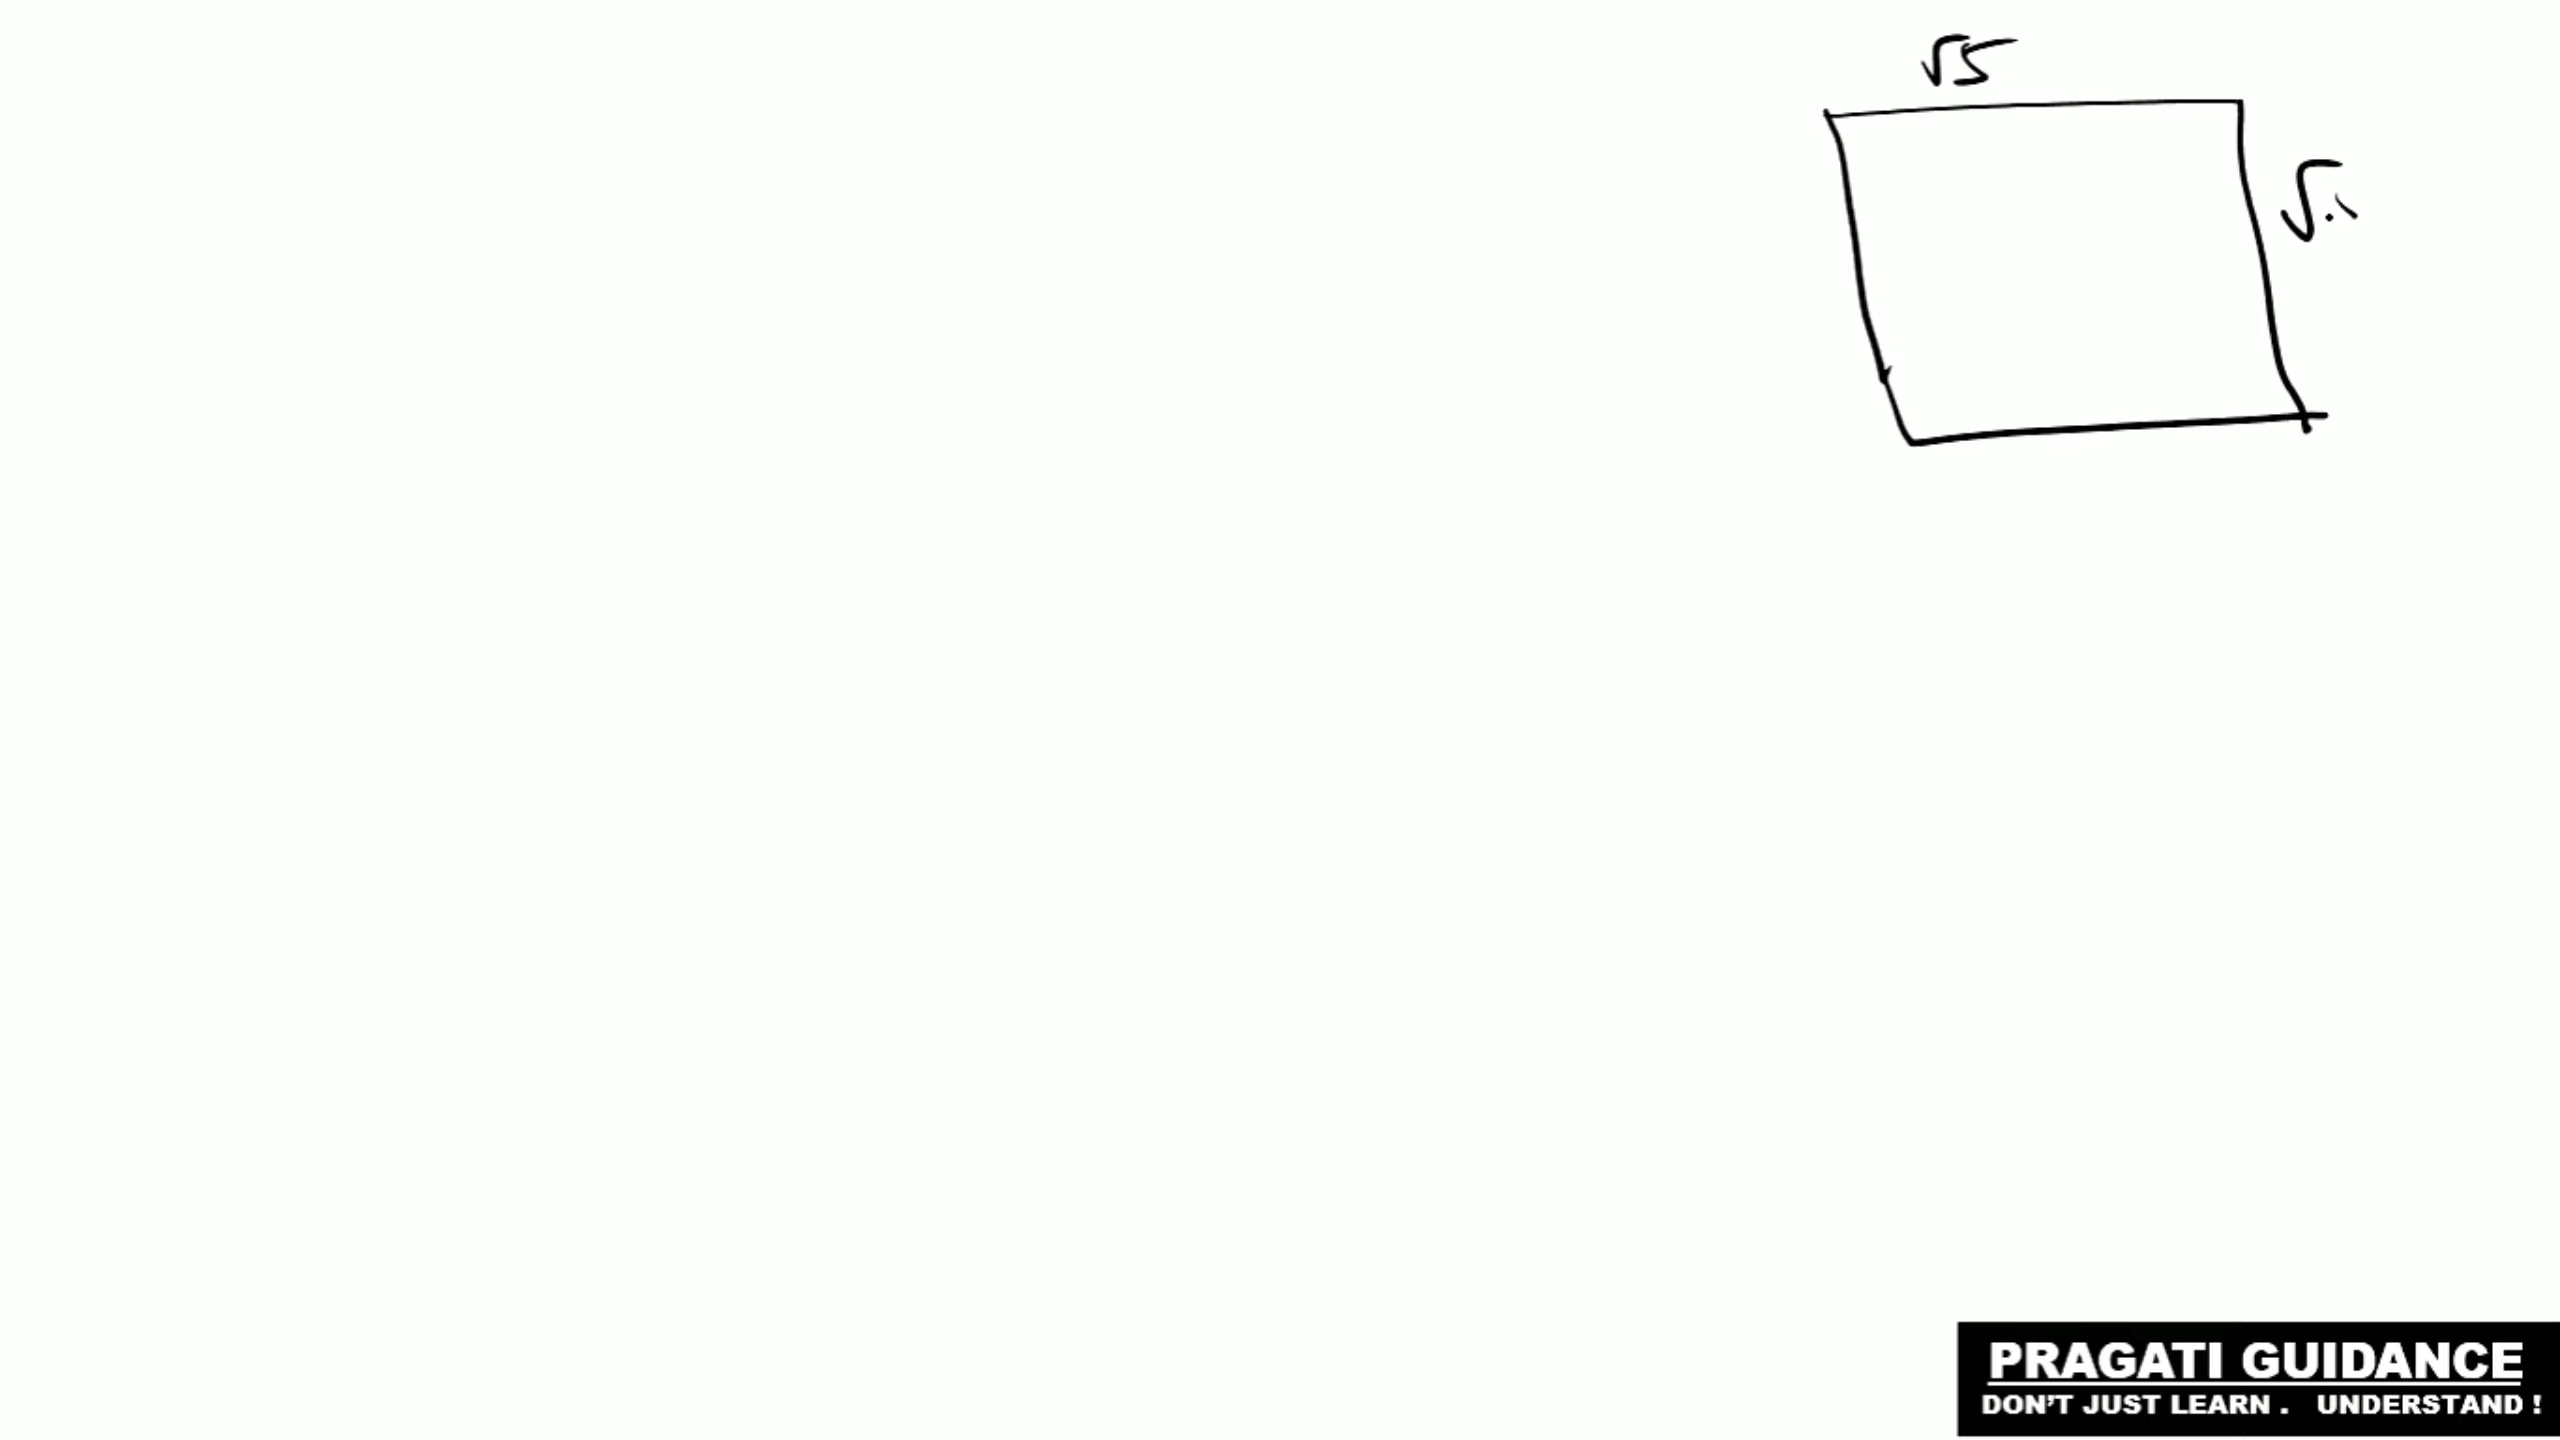 √5
√
PRAGATI GUIDANCE
DON'T JUST LEARN . UNDERSTAND !